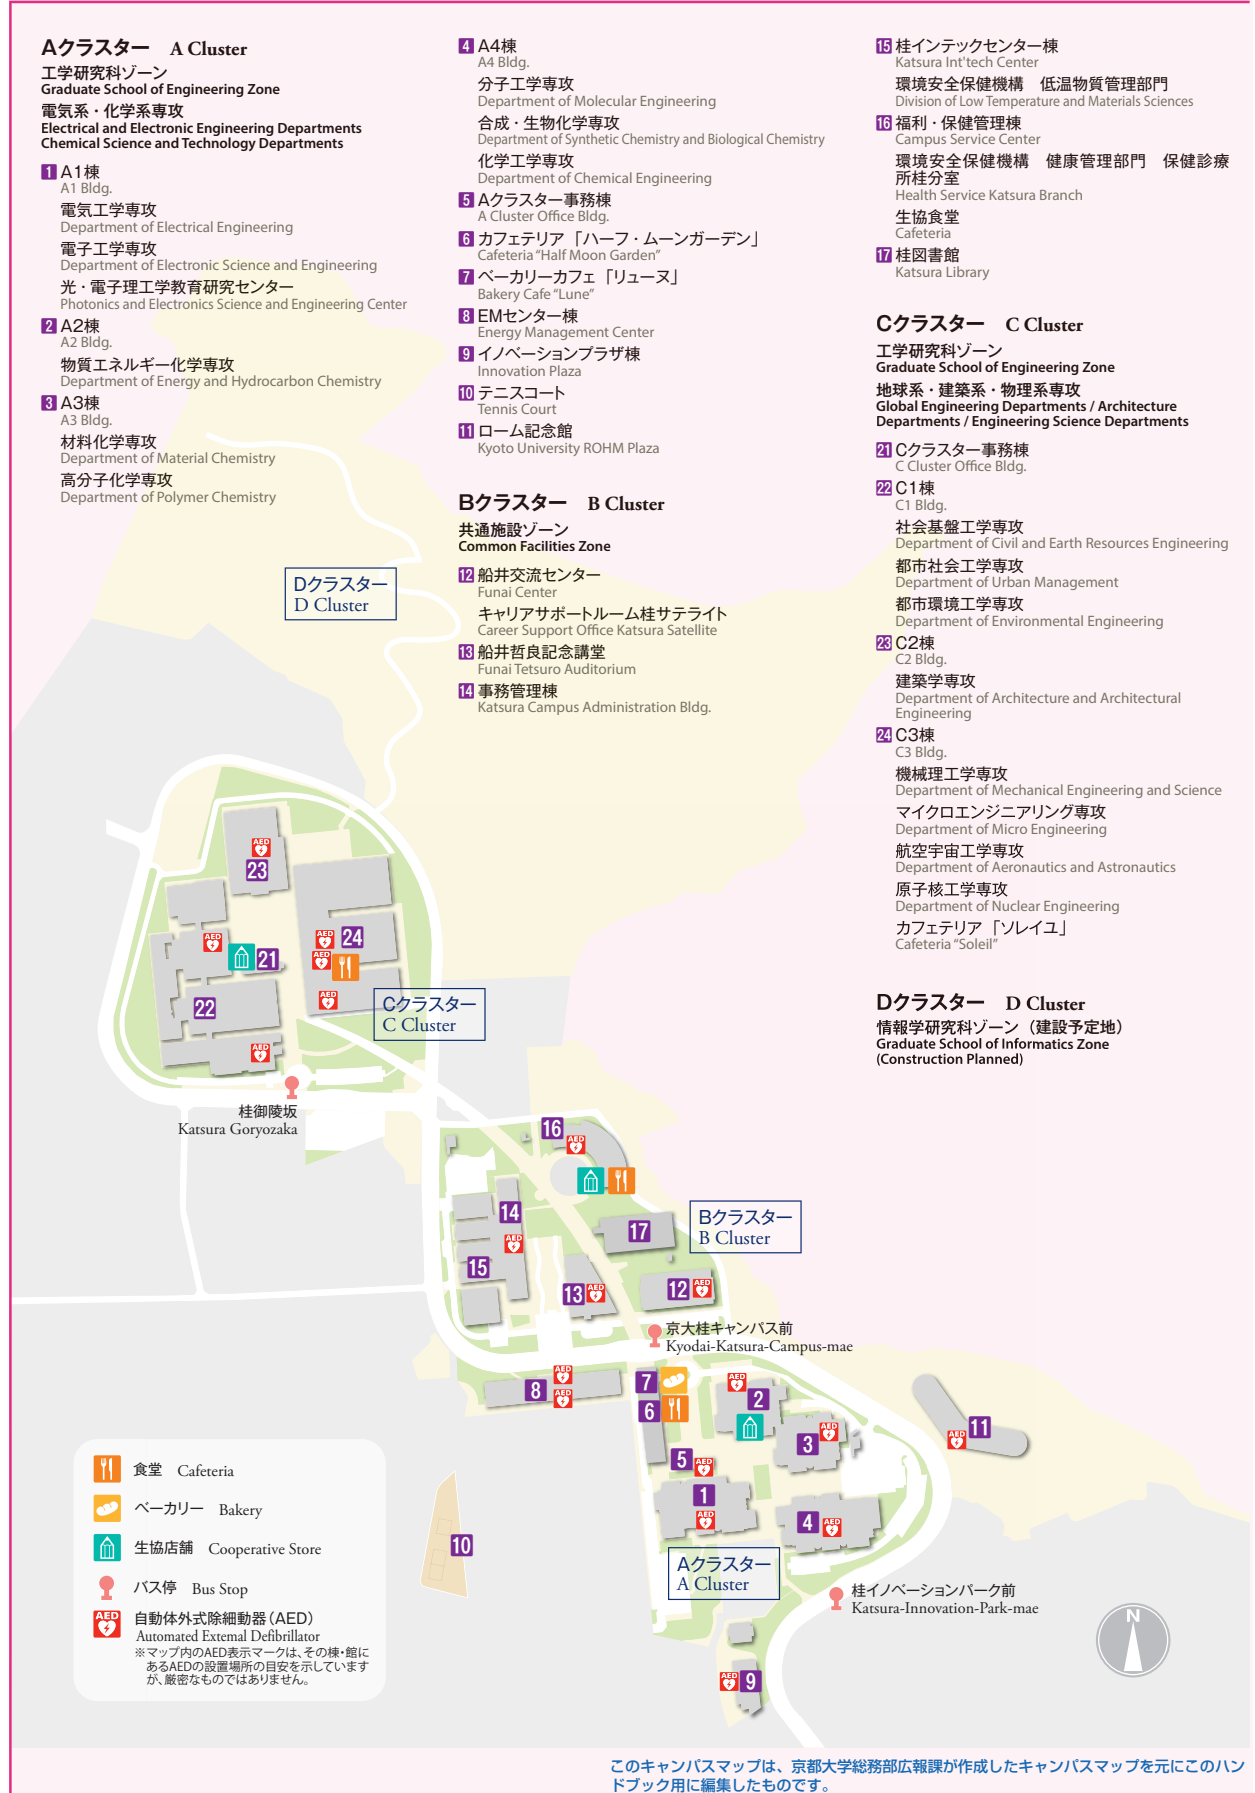 Aクラスター A Cluster
工学研究科ゾーン
Graduate School of Engineering Zone
電気系・化学系専攻
Electrical and Electronic Engineering Departments
Chemical Science and Technology Departments
1 A1棟
A1 Bldg.
電気工学専攻
Department of Electrical Engineering
電子工学専攻
Department of Electronic Science and Engineering
光・電子理工学教育研究センター
Photonics and Electronics Science and Engineering Center
2 A2棟
A2 Bldg.
物質エネルギー化学専攻
Department of Energy and Hydrocarbon Chemistry
3 A3棟
A3 Bldg.
材料化学専攻
Department of Material Chemistry
高分子化学専攻
Department of Polymer Chemistry
4 A4棟
A4 Bldg.
分子工学専攻
Department of Molecular Engineering
合成・生物化学専攻
Department of Synthetic Chemistry and Biological Chemistry
化学工学専攻
Department of Chemical Engineering
5 Aクラスター事務棟
A Cluster Office Bldg.
6 カフェテリア「ハーフ・ムーンガーデン」
Cafeteria “Half Moon Garden”
7 ベーカリーカフェ「リューヌ」
Bakery Cafe “Lune”
8 EMセンター棟
Energy Management Center
9 イノベーションプラザ棟
Innovation Plaza
10 テニスコート
Tennis Court
11 ローム記念館
Kyoto University ROHM Plaza
Bクラスター B Cluster
共通施設ゾーン
Common Facilities Zone
12 船井交流センター
Funai Center
キャリアサポートルーム桂サテライト
Career Support Office Katsura Satellite
13 船井哲良記念講堂
Funai Tetsuro Auditorium
14 事務管理棟
Katsura Campus Administration Bldg.
15 桂インテックセンター棟
Katsura Int'tech Center
環境安全保健機構 低温物質管理部門
Division of Low Temperature and Materials Sciences
16 福利・保健管理棟
Campus Service Center
環境安全保健機構 健康管理部門 保健診療
所桂分室
Health Service Katsura Branch
生協食堂
Cafeteria
17 桂図書館
Katsura Library
Cクラスター C Cluster
工学研究科ゾーン
Graduate School of Engineering Zone
地球系・建築系・物理系専攻
Global Engineering Departments / Architecture
Departments / Engineering Science Departments
21 Cクラスター事務棟
C Cluster Office Bldg.
22 C1棟
C1 Bldg.
社会基盤工学専攻
Department of Civil and Earth Resources Engineering
都市社会工学専攻
Department of Urban Management
都市環境工学専攻
Department of Environmental Engineering
23 C2棟
C2 Bldg.
建築学専攻
Department of Architecture and Architectural
Engineering
24 C3棟
C3 Bldg.
機械理工学専攻
Department of Mechanical Engineering and Science
マイクロエンジニアリング専攻
Department of Micro Engineering
航空宇宙工学専攻
Department of Aeronautics and Astronautics
原子核工学専攻
Department of Nuclear Engineering
カフェテリア「ソレイユ」
Cafeteria “Soleil”
Dクラスター D Cluster
情報学研究科ゾーン（建設予定地）
Graduate School of Informatics Zone
(Construction Planned)
Dクラスター
D Cluster
AED
23
AED
AED
24
21
AED
22
AED
AED
Cクラスター
C Cluster
桂御陵坂
Katsura Goryozaka
16
AED
14
AED
15
17
Bクラスター
B Cluster
13 AED
12 AED
京大桂キャンパス前
Kyodai-Katsura-Campus-mae
8
AED
AED
7
6
AED
2
3
AED
5
AED
1
AED
4
AED
11
AED
10
Aクラスター
A Cluster
桂イノベーションパーク前
Katsura-Innovation-Park-mae
AED 9
N
食堂 Cafeteria
ベーカリー Bakery
生協店舗 Cooperative Store
バス停 Bus Stop
AED 自動体外式除細動器（AED）
Automated Extemal Defibrillator
※マップ内のAED表示マークは、その棟・館に
あるAEDの設置場所の目安を示しています
が、厳密なものではありません。
このキャンパスマップは、京都大学総務部広報課が作成したキャンパスマップを元にこのハン
ドブック用に編集したものです。